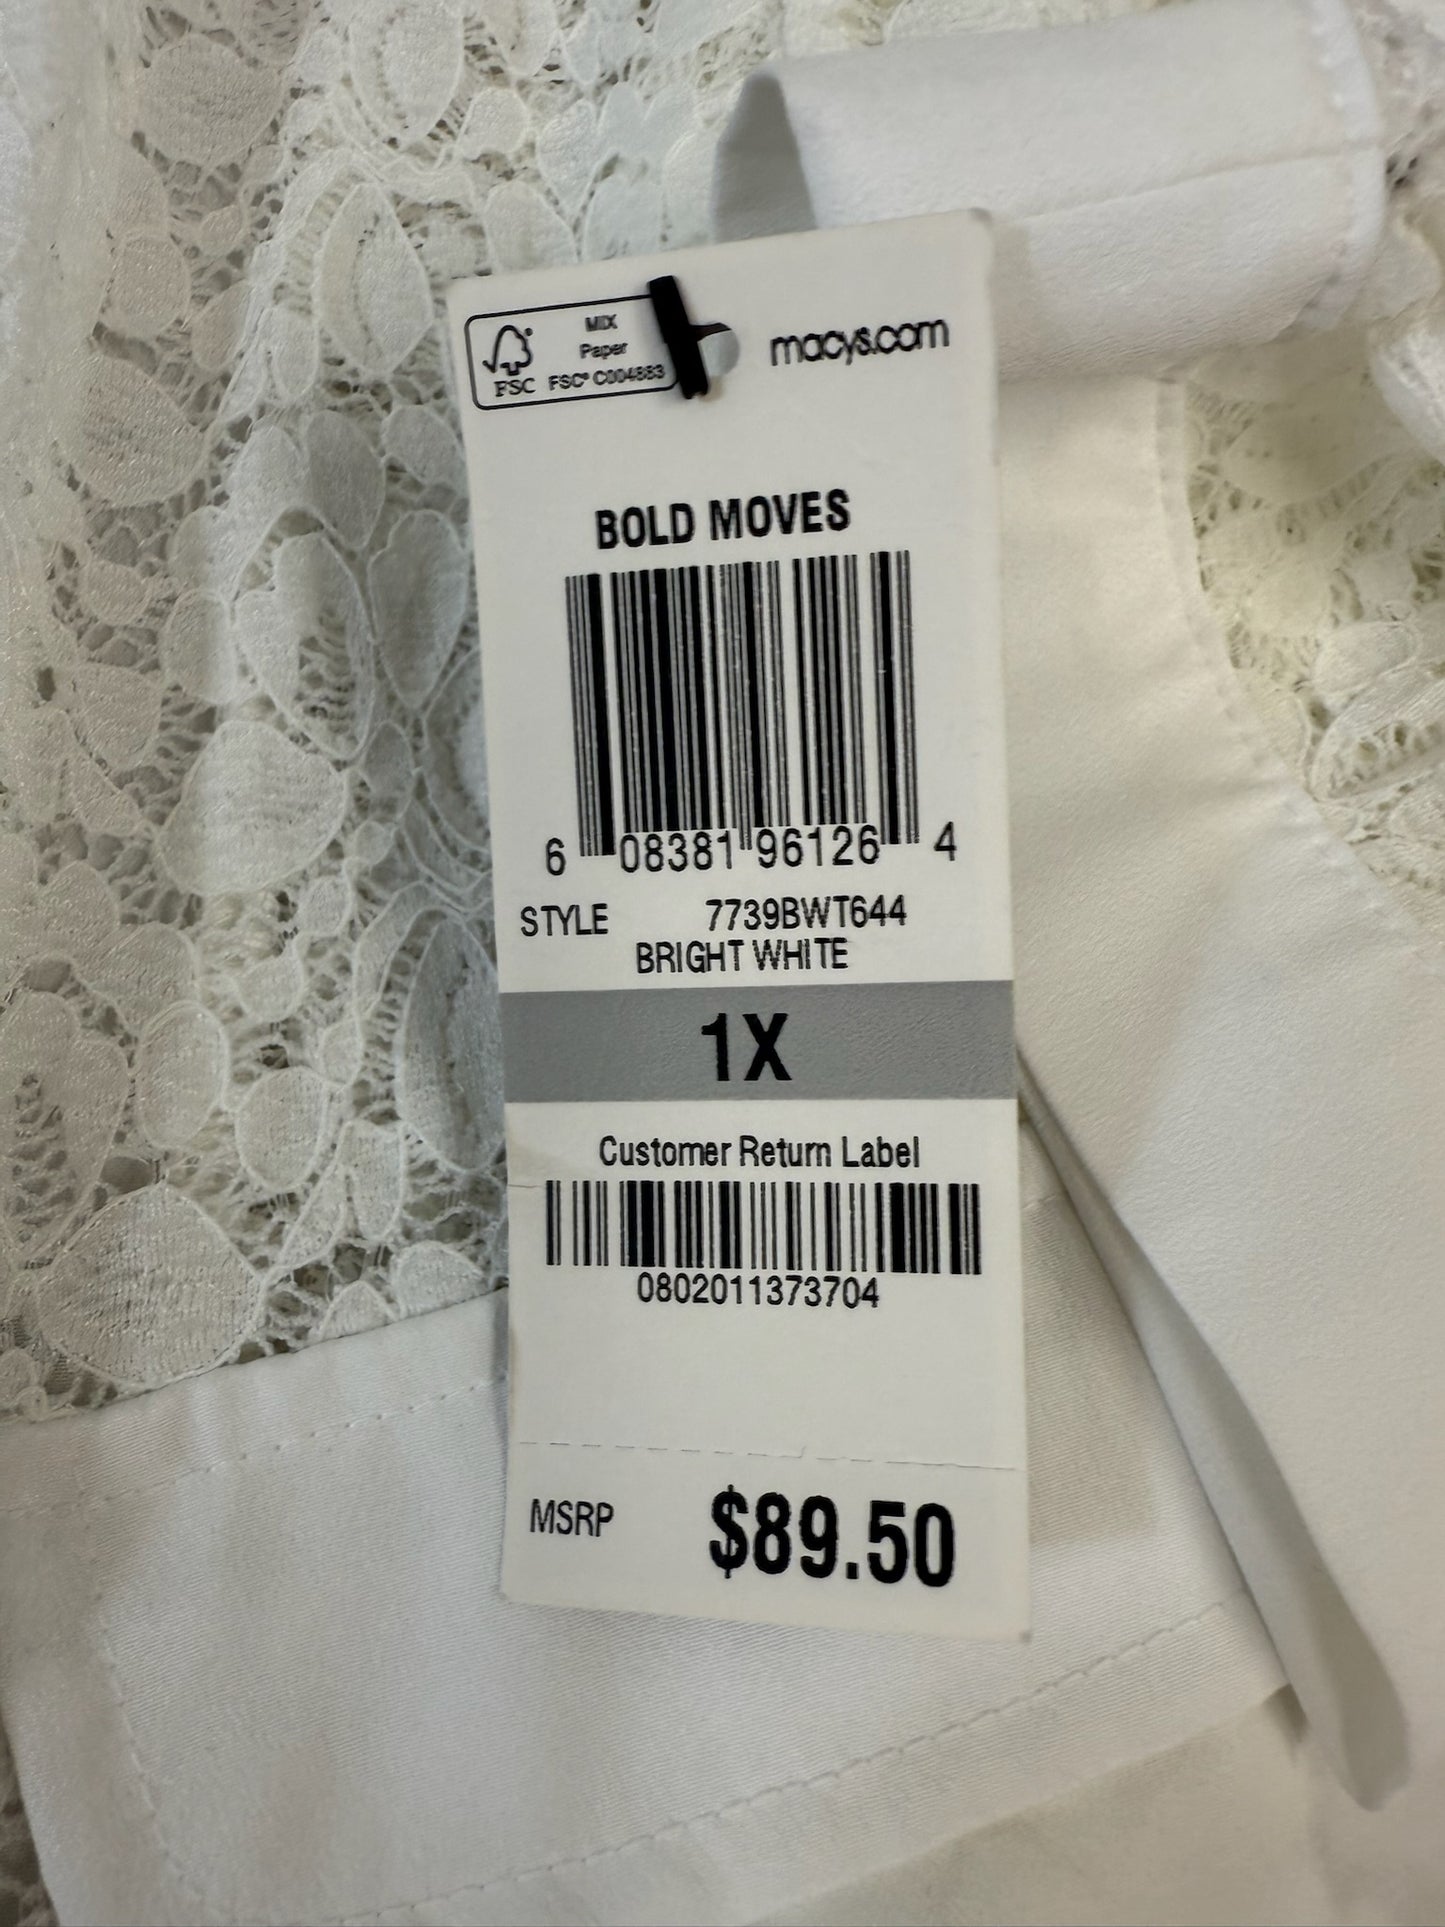 MIX
Paper
FSC
FSC® C004883
macys.com
BOLD MOVES
6 08381 96126 4
STYLE 7739BWT644
BRIGHT WHITE
1X
Customer Return Label
0802011373704
MSRP $89.50